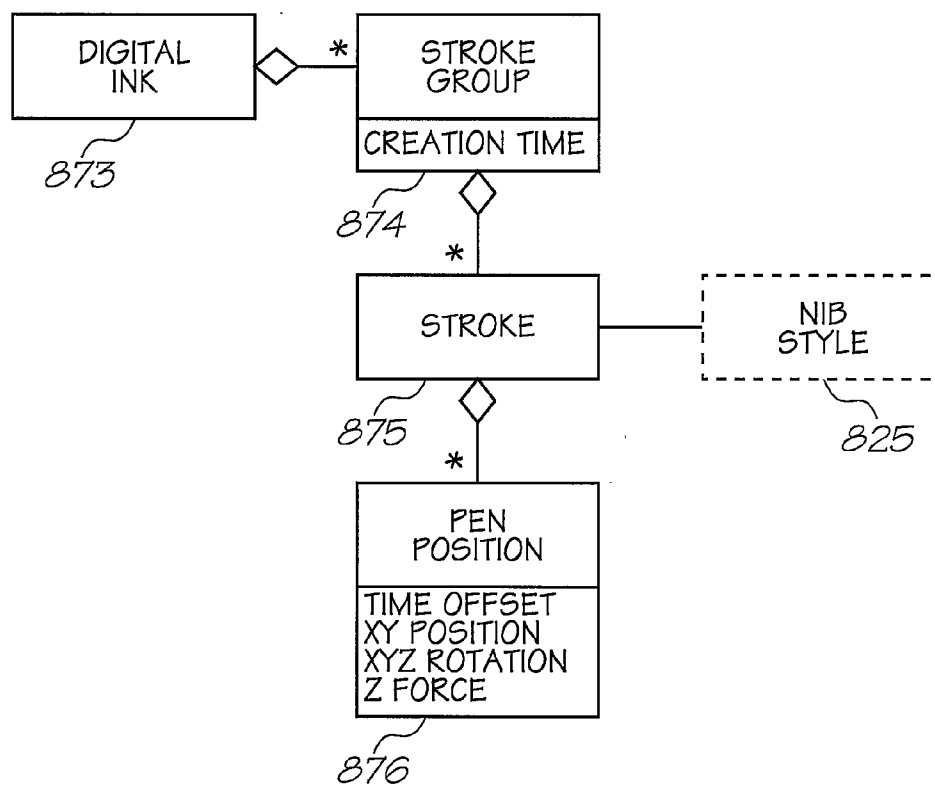 DIGITAL
INK
*
STROKE
GROUP
CREATION TIME
873
874
*
STROKE
NIB
STYLE
875
825
*
PEN
POSITION
TIME OFFSET
XY POSITION
XYZ ROTATION
Z FORCE
876